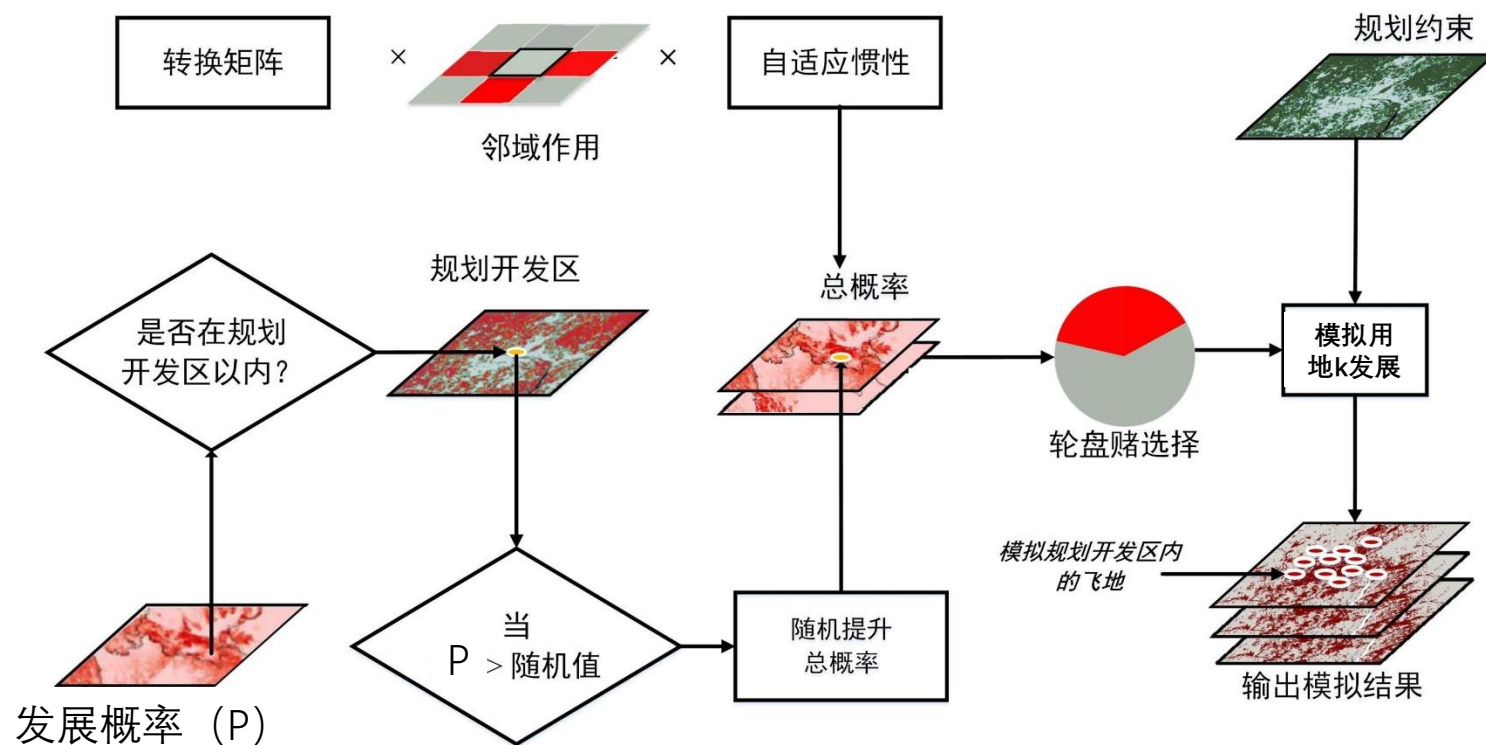 转换矩阵
×
×
自适应惯性
邻域作用
规划约束
规划开发区
总概率
是否在规划
开发区以内?
轮盘赌选择
模拟用
地k发展
当
P > 随机值
随机提升
总概率
模拟规划开发区内
的飞地
输出模拟结果
发展概率（P）